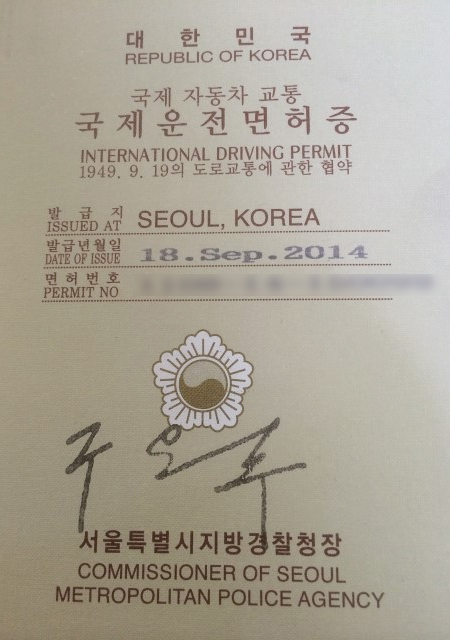 대한민국
REPUBLIC OF KOREA
국제 자동차 교통
국제운전면허증
INTERNATIONAL DRIVING PERMIT
1949. 9. 19의 도로교통에 관한 협약
발급지
ISSUED AT SEOUL, KOREA
발급년월일
DATE OF ISSUE 18.Sep.2014
면허번호
PERMIT NO
서울특별시지방경찰청장
COMMISSIONER OF SEOUL
METROPOLITAN POLICE AGENCY